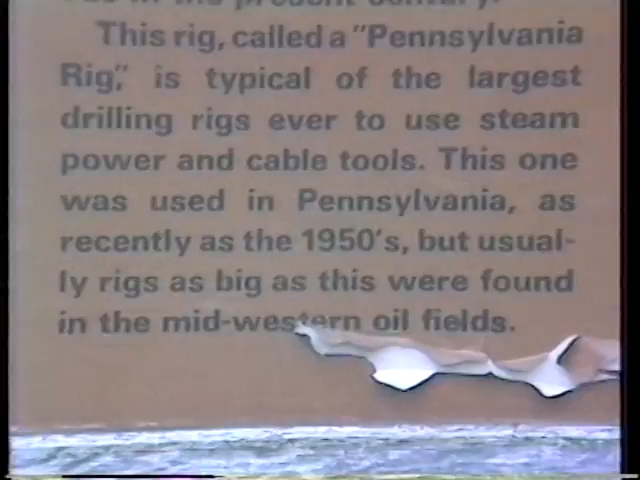 This rig, called a "Pennsylvania
Rig," is typical of the largest
drilling rigs ever to use steam
power and cable tools. This one
was used in Pennsylvania, as
recently as the 1950's, but usual-
ly rigs as big as this were found
in the mid-western oil fields.